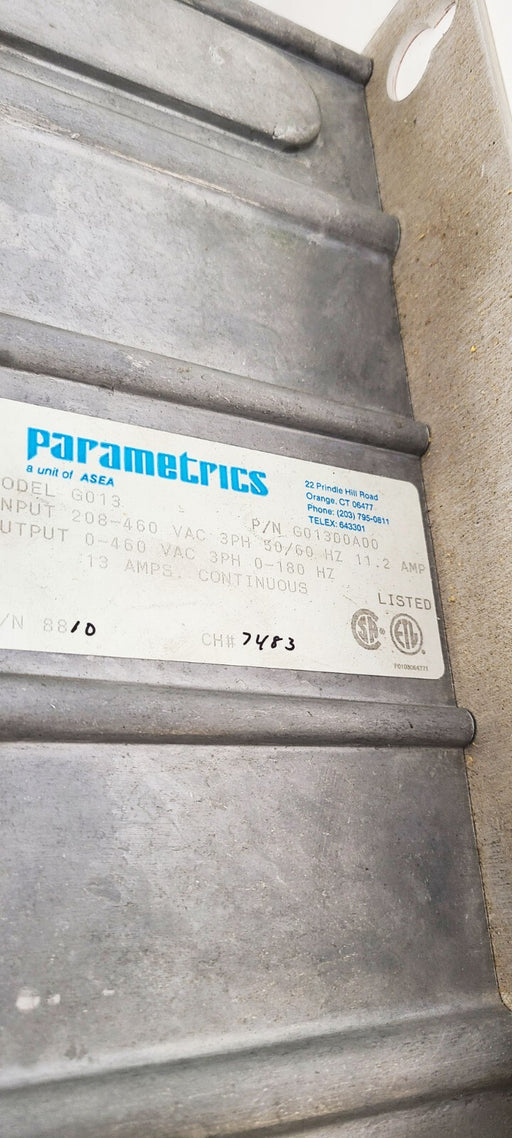 parametrics
a unit of ASEA
22 Prindle Hill Road
Orange, CT 06477
Phone: (203) 795-0811
TELEX: 643301
ODEL G013 P/N G013D0A00
NPUT 208-460 VAC 3PH 50/60 HZ 11.2 AMP
UTPUT 0-460 VAC 3PH 0-180 HZ
13 AMPS. CONTINUOUS
LISTED
/N 8810 CH# 7483